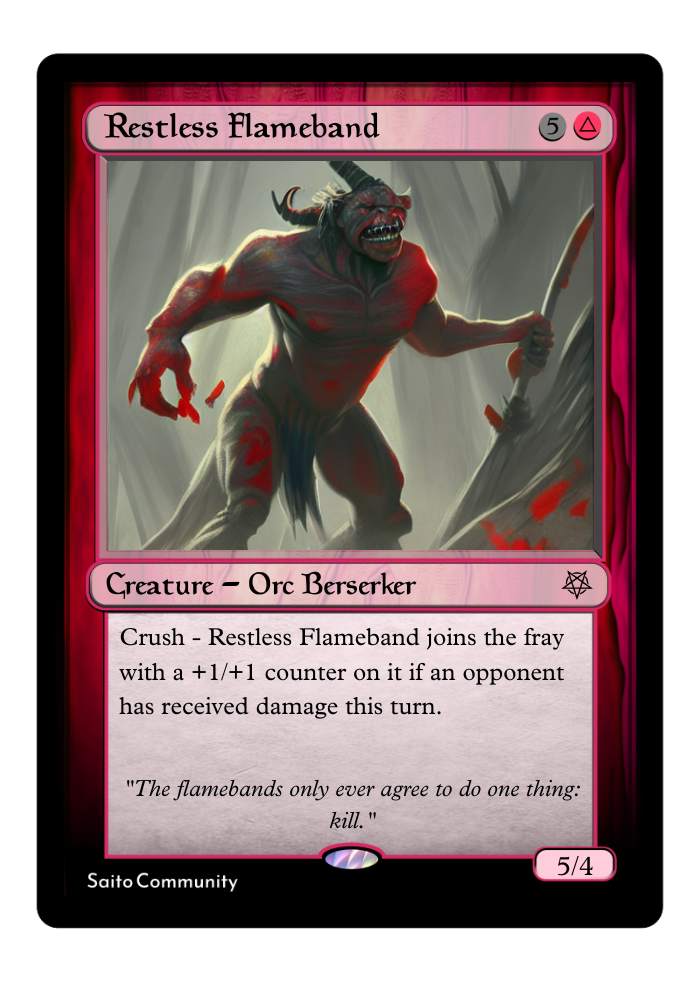 Restless Flameband 5
Creature – Orc Berserker
Crush - Restless Flameband joins the fray
with a +1/+1 counter on it if an opponent
has received damage this turn.
"The flamebands only ever agree to do one thing:
kill."
5/4
Saito Community